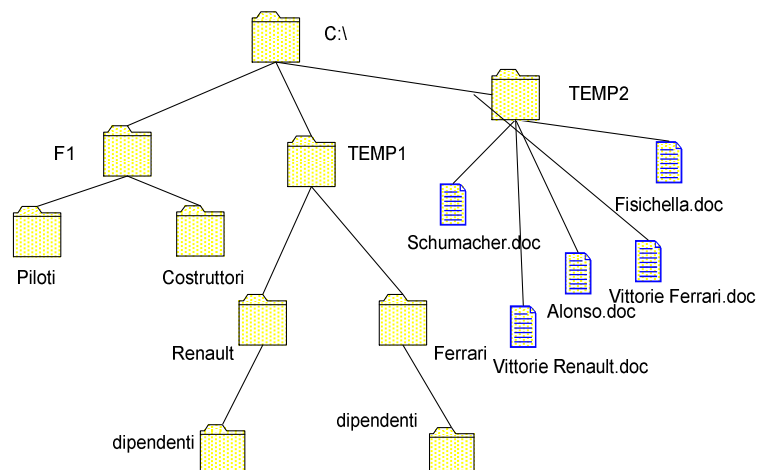 C:\
TEMP2
F1
TEMP1
Fisichella.doc
Schumacher.doc
Piloti
Costruttori
Vittorie Ferrari.doc
Alonso.doc
Renault
Ferrari
Vittorie Renault.doc
dipendenti
dipendenti